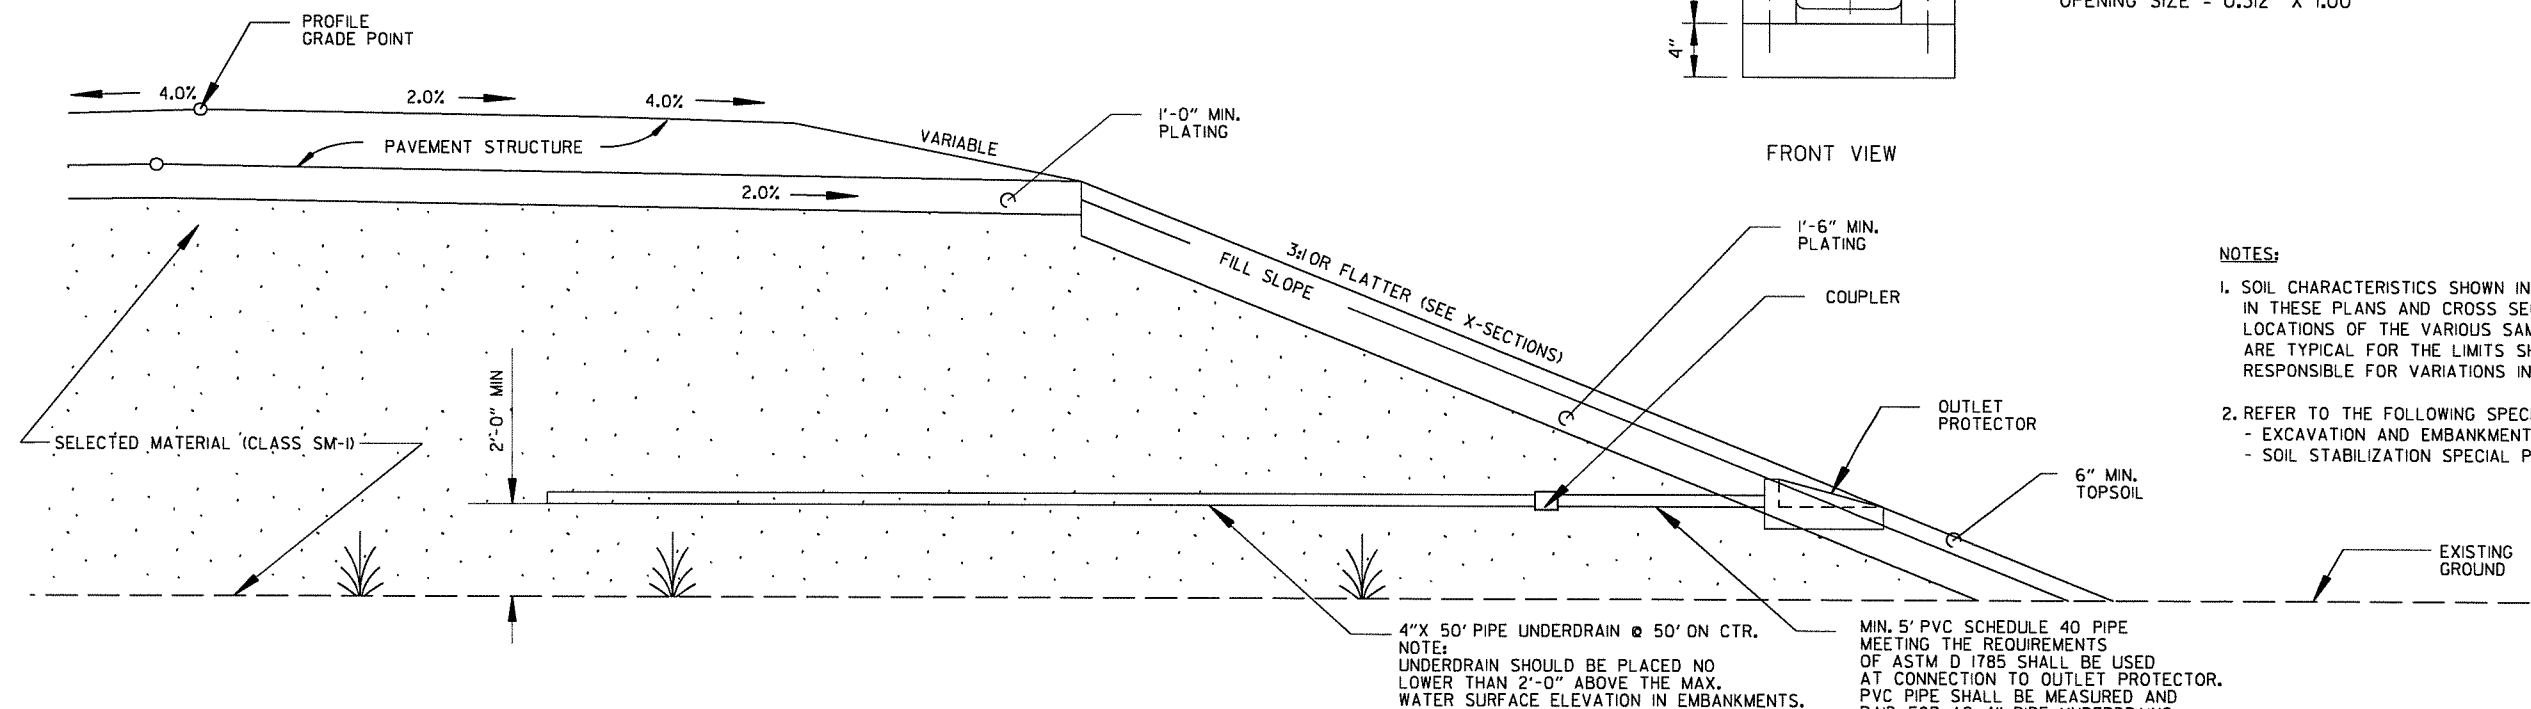 PROFILE
GRADE POINT
4.0%
2.0%
4.0%
PAVEMENT STRUCTURE
VARIABLE
1'-0" MIN.
PLATING
2.0%
4"
OPENING SIZE = 0.312" X 1.00"
FRONT VIEW
1'-6" MIN.
PLATING
3:1 OR FLATTER (SEE X-SECTIONS)
FILL SLOPE
COUPLER
NOTES:
1. SOIL CHARACTERISTICS SHOWN IN
IN THESE PLANS AND CROSS SE
LOCATIONS OF THE VARIOUS SAM
ARE TYPICAL FOR THE LIMITS SH
RESPONSIBLE FOR VARIATIONS IN
2. REFER TO THE FOLLOWING SPEC
- EXCAVATION AND EMBANKMENT
- SOIL STABILIZATION SPECIAL P
2'-0" MIN
SELECTED MATERIAL (CLASS SM-1)
OUTLET
PROTECTOR
6" MIN.
TOPSOIL
EXISTING
GROUND
4"X 50' PIPE UNDERDRAIN @ 50' ON CTR.
NOTE:
UNDERDRAIN SHOULD BE PLACED NO
LOWER THAN 2'-0" ABOVE THE MAX.
WATER SURFACE ELEVATION IN EMBANKMENTS.
MIN. 5' PVC SCHEDULE 40 PIPE
MEETING THE REQUIREMENTS
OF ASTM D 1785 SHALL BE USED
AT CONNECTION TO OUTLET PROTECTOR.
PVC PIPE SHALL BE MEASURED AND